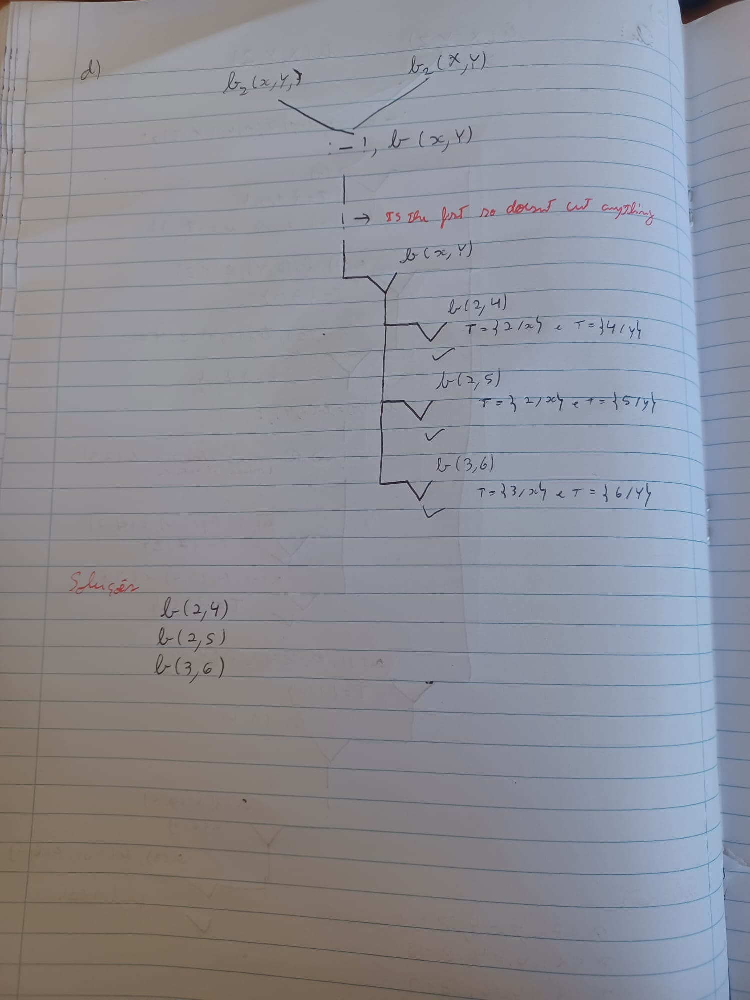 d)
b2(x,y,)
b2(X,Y)
:- !, b(x,Y)
! → Is the first so doesnt cut anything
b(x,Y)
b(2,4)
T={2/x} e T={4/y}
✓
b(2,5)
T={2/x} e T={5/y}
✓
b(3,6)
T={3/x} e T={6/Y}
✓
Soluções
b(2,4)
b(2,5)
b(3,6)